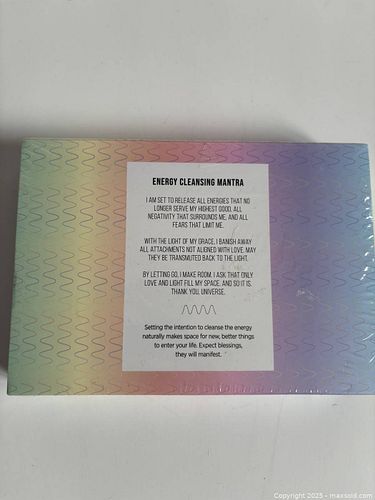 ENERGY CLEANSING MANTRA
I AM SET TO RELEASE ALL ENERGIES THAT NO
LONGER SERVE MY HIGHEST GOOD, ALL
NEGATIVITY THAT SURROUNDS ME, AND ALL
FEARS THAT LIMIT ME.
WITH THE LIGHT OF MY GRACE, I BANISH AWAY
ALL ATTACHMENTS NOT ALIGNED WITH LOVE. MAY
THEY BE TRANSMUTED BACK TO THE LIGHT.
BY LETTING GO, I MAKE ROOM. I ASK THAT ONLY
LOVE AND LIGHT FILL MY SPACE, AND SO IT IS.
THANK YOU, UNIVERSE.
Setting the intention to cleanse the energy
naturally makes space for new, better things
to enter your life. Expect blessings,
they will manifest.
Copyright 2025 - maxsold.com